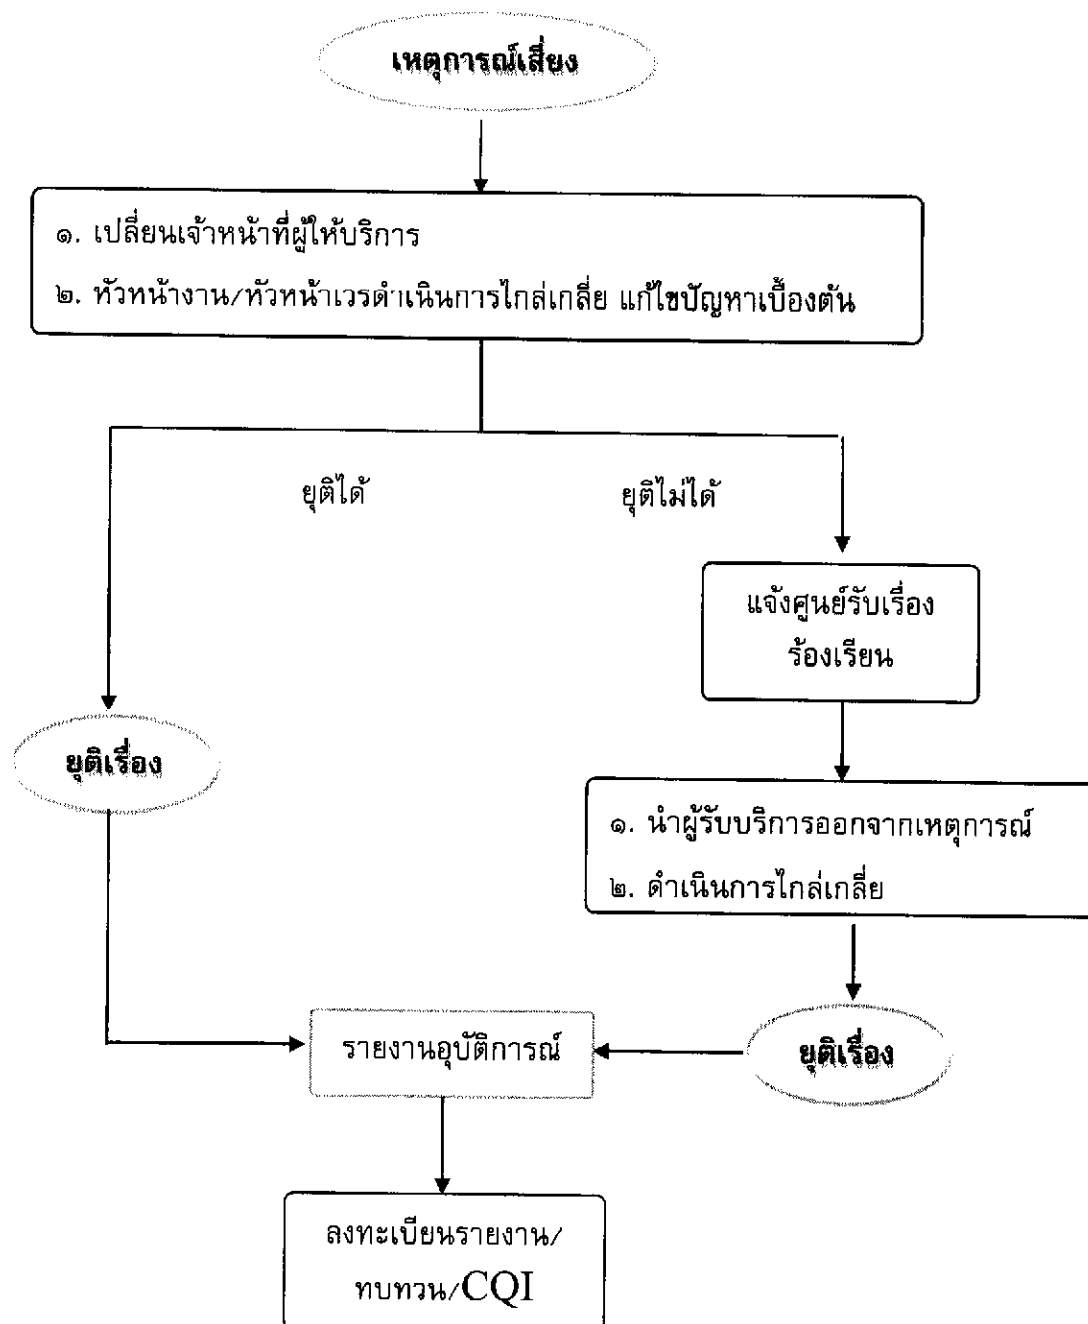 เหตุการณ์เสี่ยง
๑. เปลี่ยนเจ้าหน้าที่ผู้ให้บริการ
๒. หัวหน้างาน/หัวหน้าเวรดำเนินการไกล่เกลี่ย แก้ไขปัญหาเบื้องต้น
ยุติได้
ยุติไม่ได้
แจ้งศูนย์รับเรื่อง
ร้องเรียน
ยุติเรื่อง
๑. นำผู้รับบริการออกจากเหตุการณ์
๒. ดำเนินการไกล่เกลี่ย
รายงานอุบัติการณ์
ยุติเรื่อง
ลงทะเบียนรายงาน/
ทบทวน/CQI